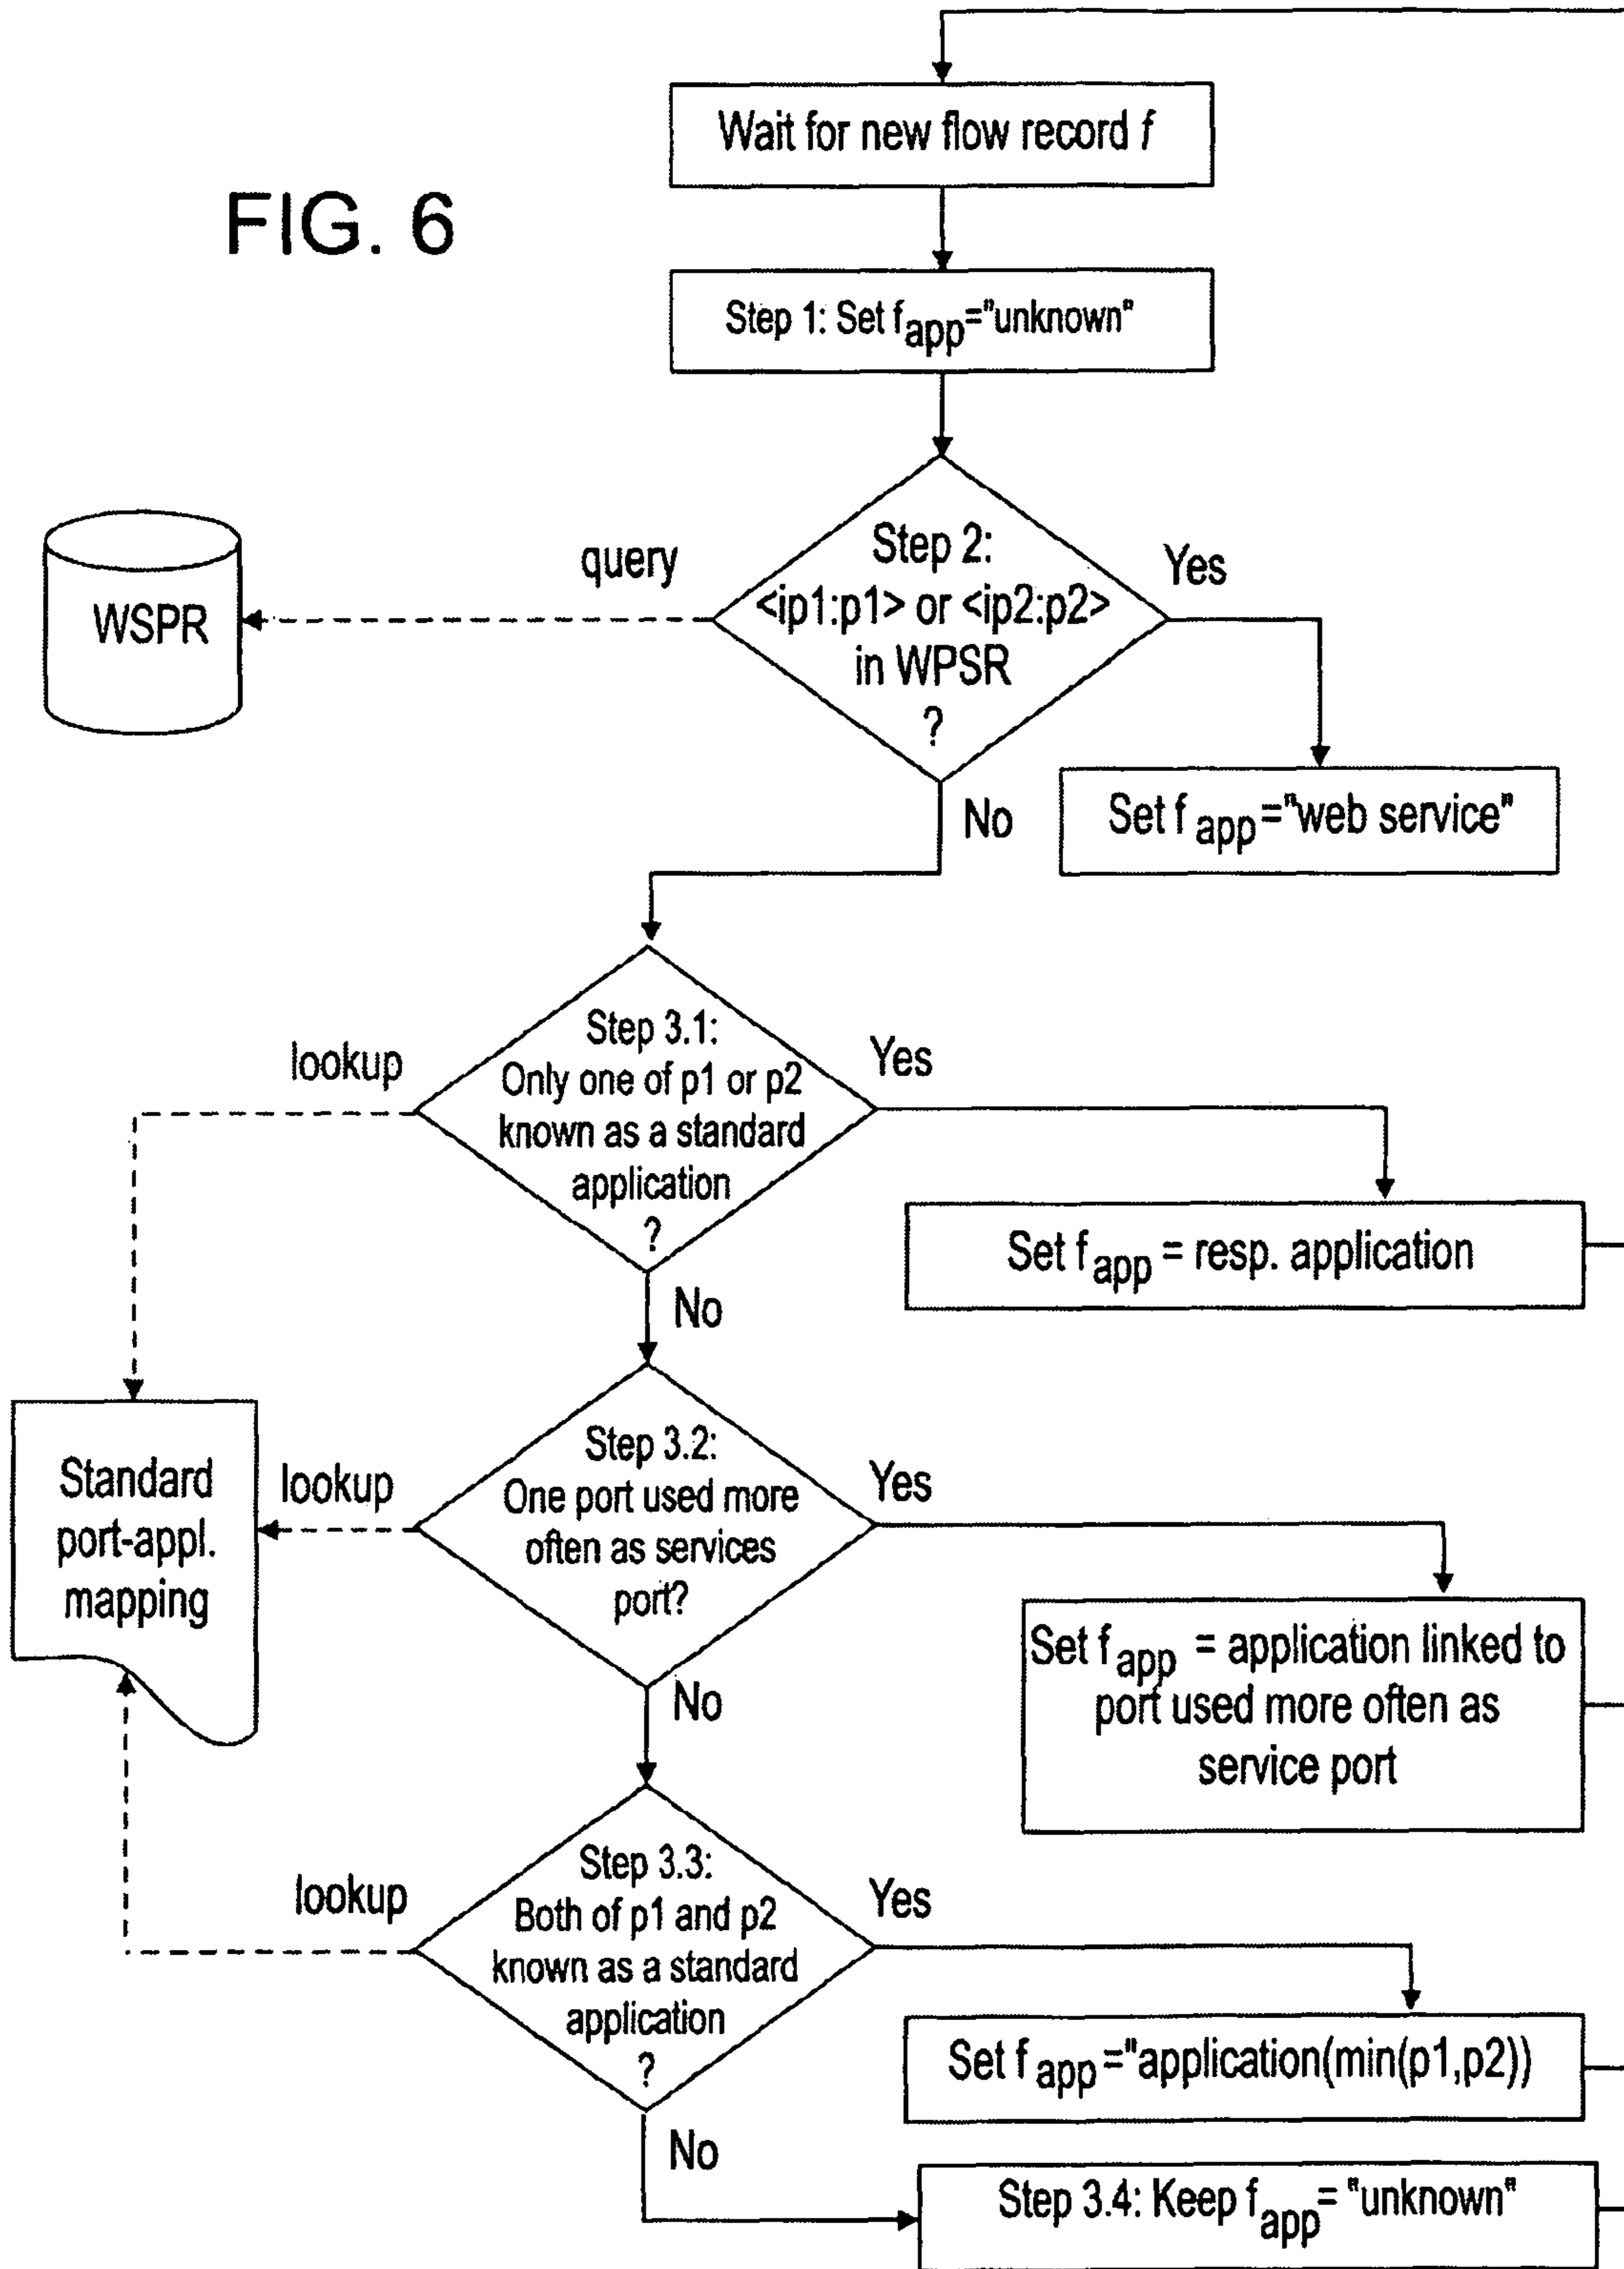 FIG. 6
Wait for new flow record f
Step 1: Set fapp="unknown"
Step 2:
<ip1:p1> or <ip2:p2>
in WPSR
?
query
WSPR
Yes
Set fapp="web service"
No
Step 3.1:
Only one of p1 or p2
known as a standard
application
?
lookup
Yes
Set fapp = resp. application
No
Step 3.2:
One port used more
often as services
port?
lookup
Standard
port-appl.
mapping
Yes
Set fapp = application linked to
port used more often as
service port
No
Step 3.3:
Both of p1 and p2
known as a standard
application
?
lookup
Yes
Set fapp="application(min(p1,p2))
No
Step 3.4: Keep fapp= "unknown"